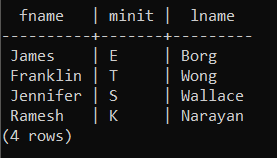 fname | minit | lname
----------+-------+---------
James | E | Borg
Franklin | T | Wong
Jennifer | S | Wallace
Ramesh | K | Narayan
(4 rows)